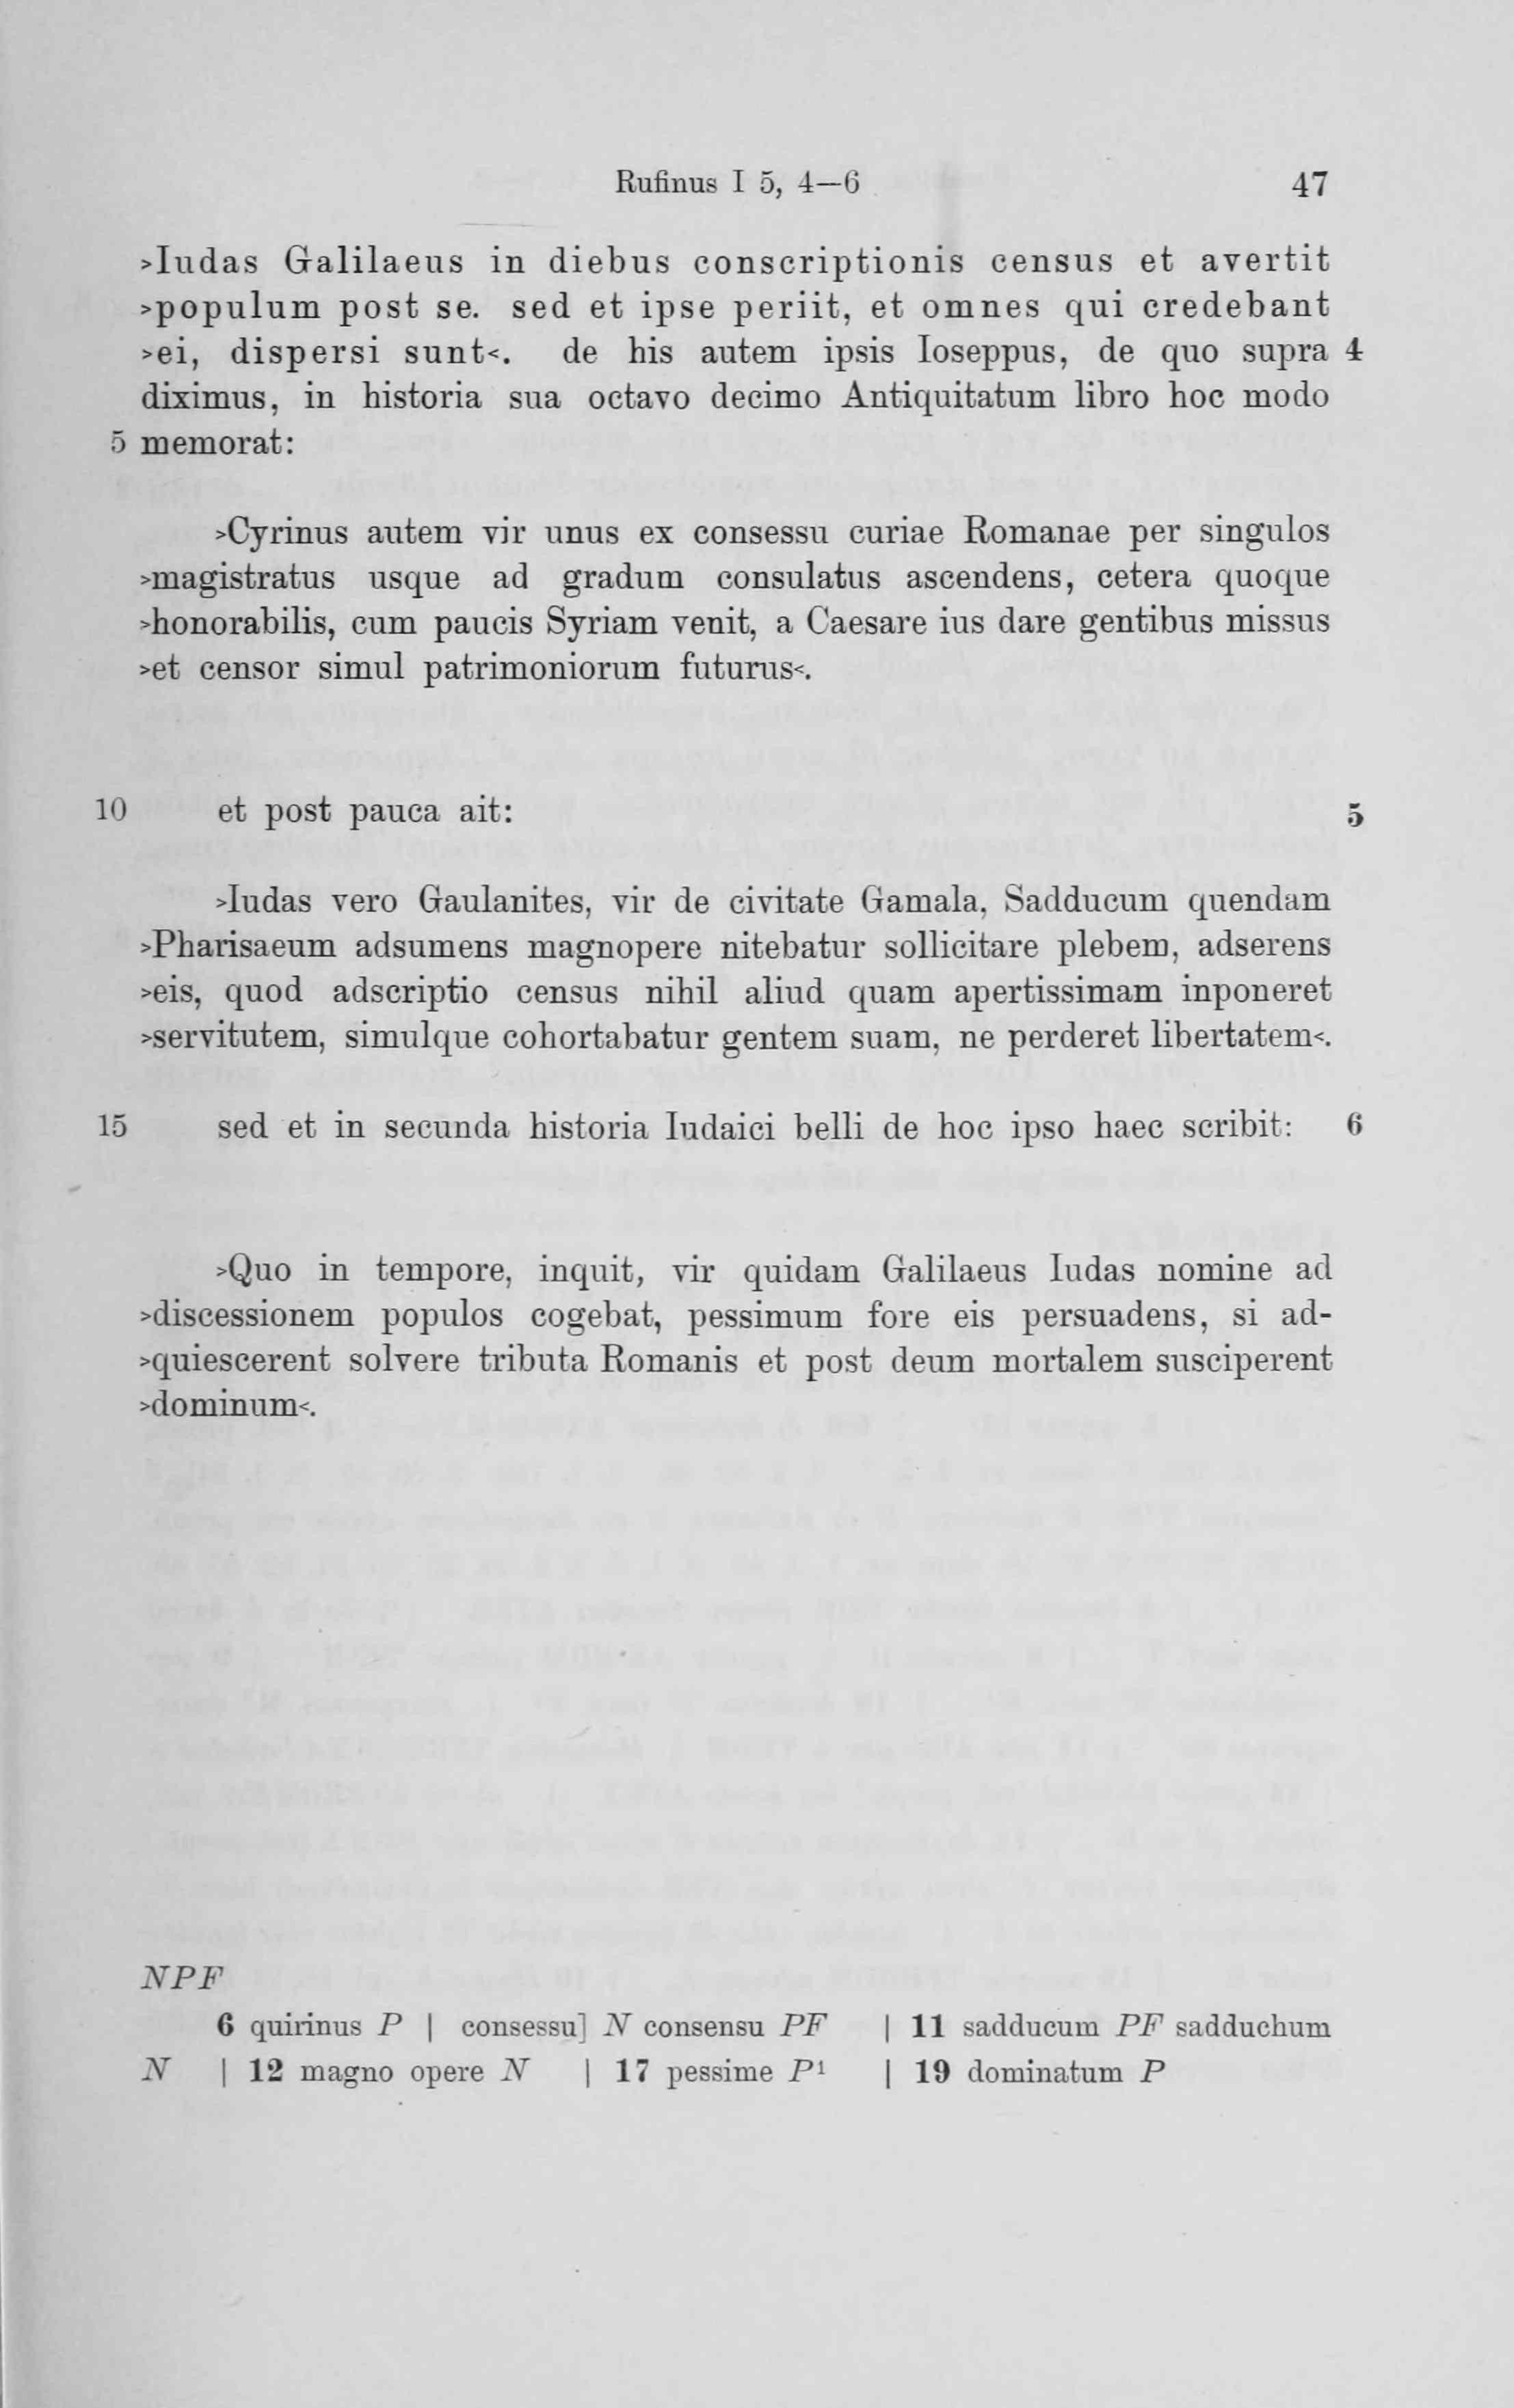 Rufinus I 5, 4—6 47
>Iudas Galilaeus in diebus conscriptionis census et avertit
>populum post se. sed et ipse periit, et omnes qui credebant
>ei, dispersi sunt<. de his autem ipsis Ioseppus, de quo supra 4
diximus, in historia sua octavo decimo Antiquitatum libro hoc modo
5 memorat:
>Cyrinus autem vir unus ex consessu curiae Romanae per singulos
>magistratus usque ad gradum consulatus ascendens, cetera quoque
>honorabilis, cum paucis Syriam venit, a Caesare ius dare gentibus missus
>et censor simul patrimoniorum futurus<.
10 et post pauca ait: 5
>Iudas vero Gaulanites, vir de civitate Gamala, Sadducum quendam
>Pharisaeum adsumens magnopere nitebatur sollicitare plebem, adserens
>eis, quod adscriptio census nihil aliud quam apertissimam inponeret
>servitutem, simulque cohortabatur gentem suam, ne perderet libertatem<.
15 sed et in secunda historia Iudaici belli de hoc ipso haec scribit: 6
>Quo in tempore, inquit, vir quidam Galilaeus Iudas nomine ad
>discessionem populos cogebat, pessimum fore eis persuadens, si ad-
>quiescerent solvere tributa Romanis et post deum mortalem susciperent
>dominum<.
NPF
6 quirinus P | consessu] N consensu PF | 11 sadducum PF sadduchum
N | 12 magno opere N | 17 pessime P¹ | 19 dominatum P